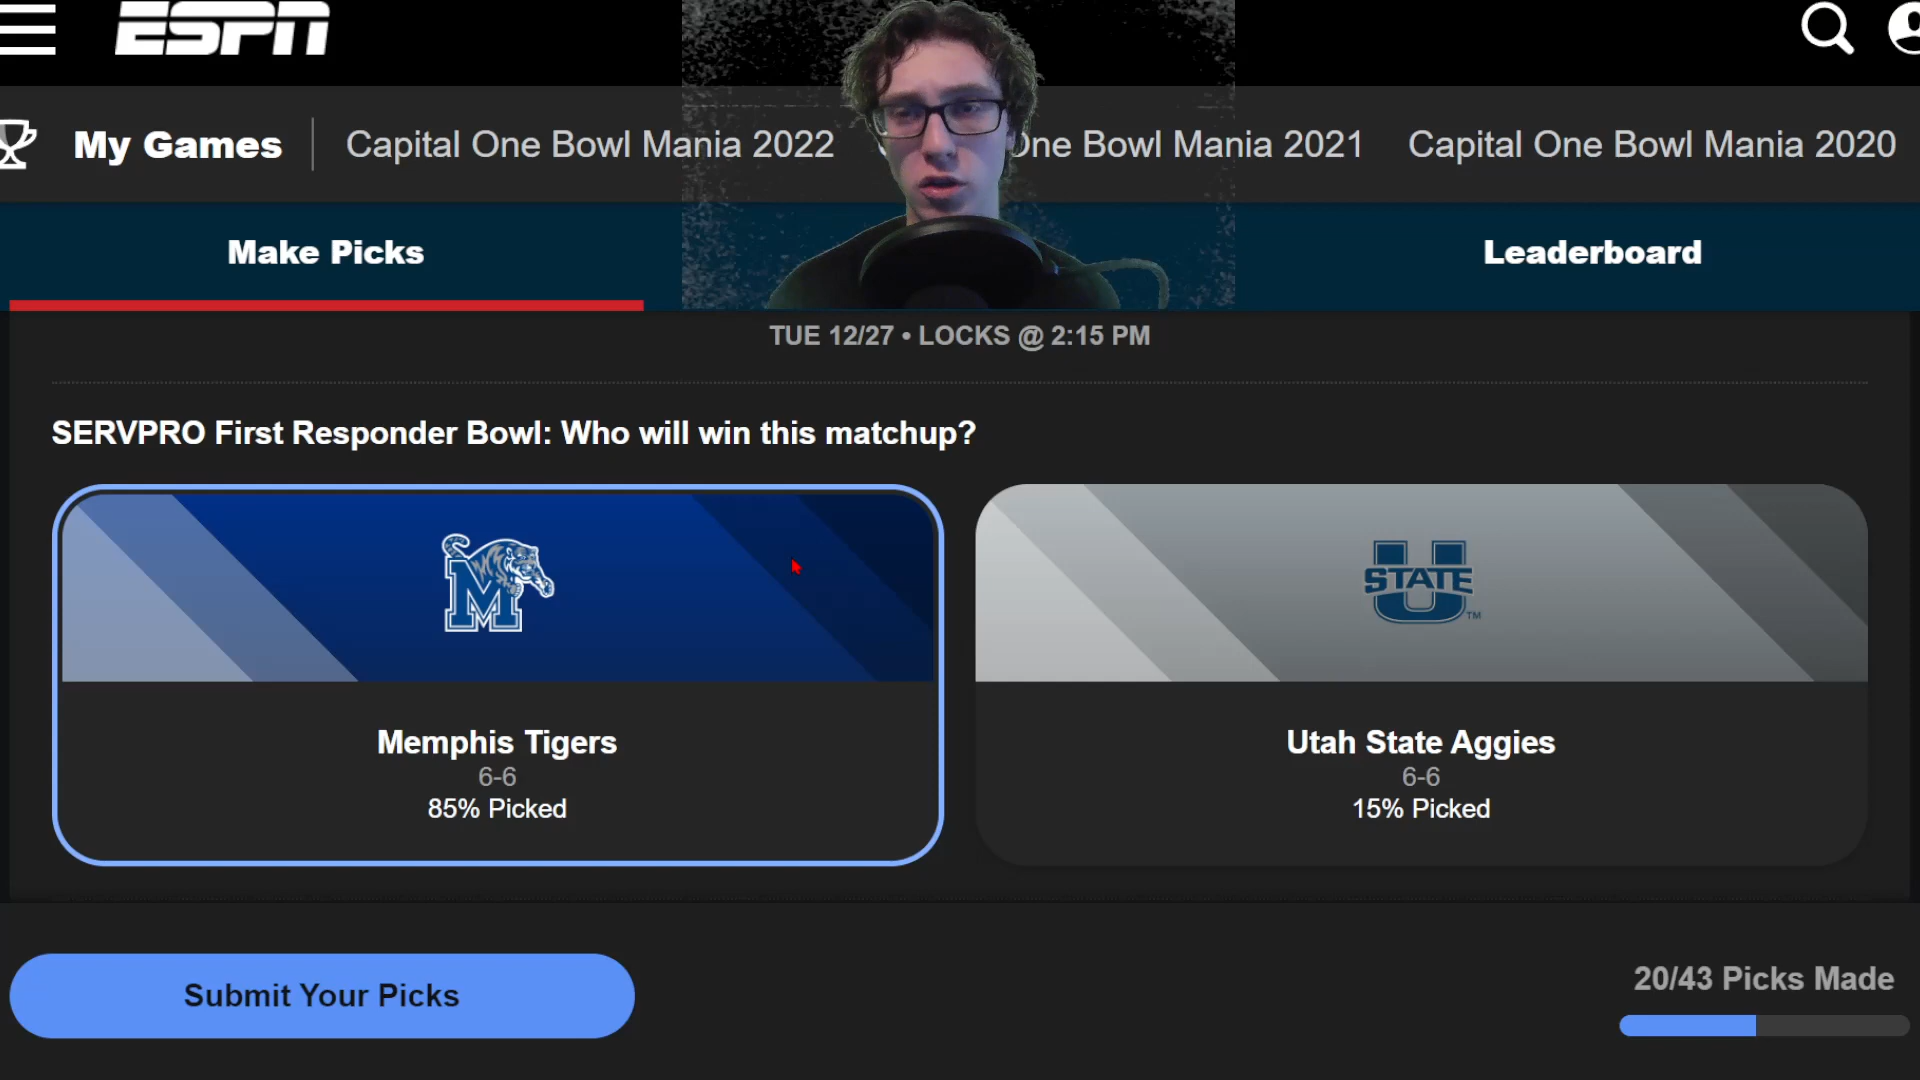 ESPN
My Games
Capital One Bowl Mania 2022
One Bowl Mania 2021
Capital One Bowl Mania 2020
Make Picks
Leaderboard
TUE 12/27 • LOCKS @ 2:15 PM
SERVPRO First Responder Bowl: Who will win this matchup?
M
U
STATE
TM
Memphis Tigers
6-6
85% Picked
Utah State Aggies
6-6
15% Picked
Submit Your Picks
20/43 Picks Made